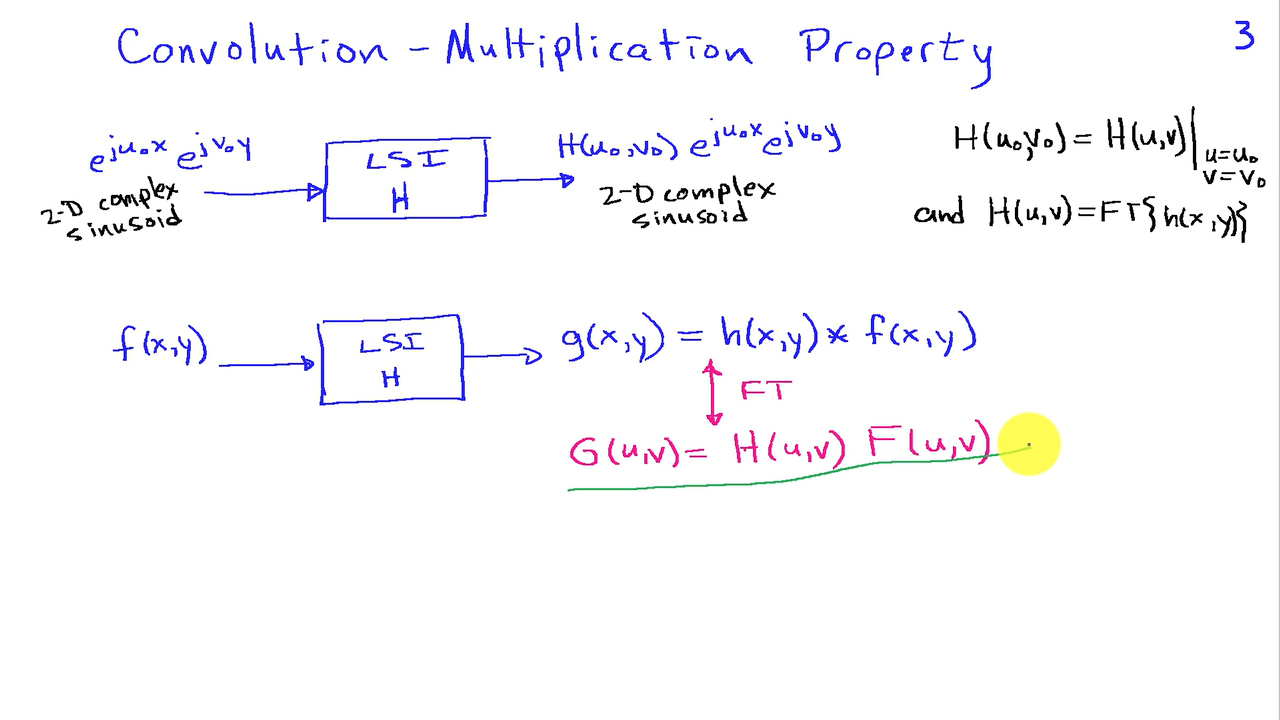 Convolution - Multiplication Property
3
e^{ju₀x} e^{jv₀y}
2-D complex
sinusoid
LSI
H
H(u₀,v₀) e^{ju₀x} e^{jv₀y}
2-D complex
sinusoid
H(u₀,v₀) = H(u,v)|
u=u₀
v=v₀
and H(u,v)=FT{h(x,y)}
f(x,y)
LSI
H
g(x,y) = h(x,y) * f(x,y)
FT
G(u,v)= H(u,v) F(u,v)